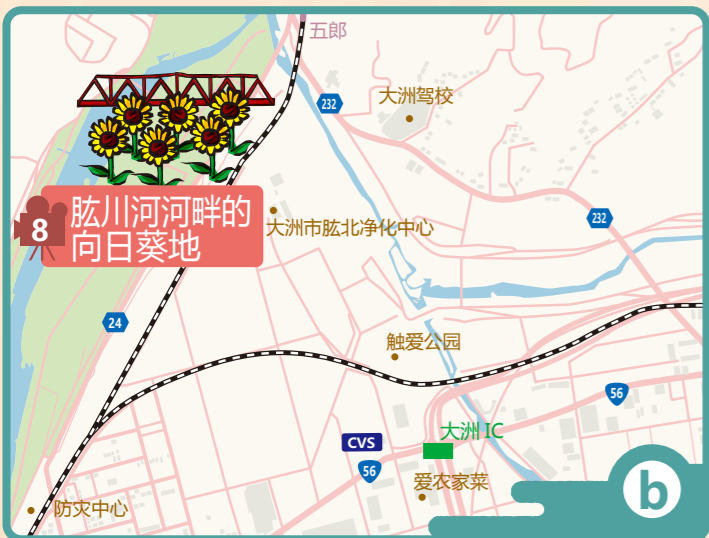 五郎
232
大洲驾校
8
肱川河河畔的
向日葵地
大洲市肱北净化中心
232
24
触爱公园
56
大洲 IC
CVS
56
爱农家菜
防灾中心
b